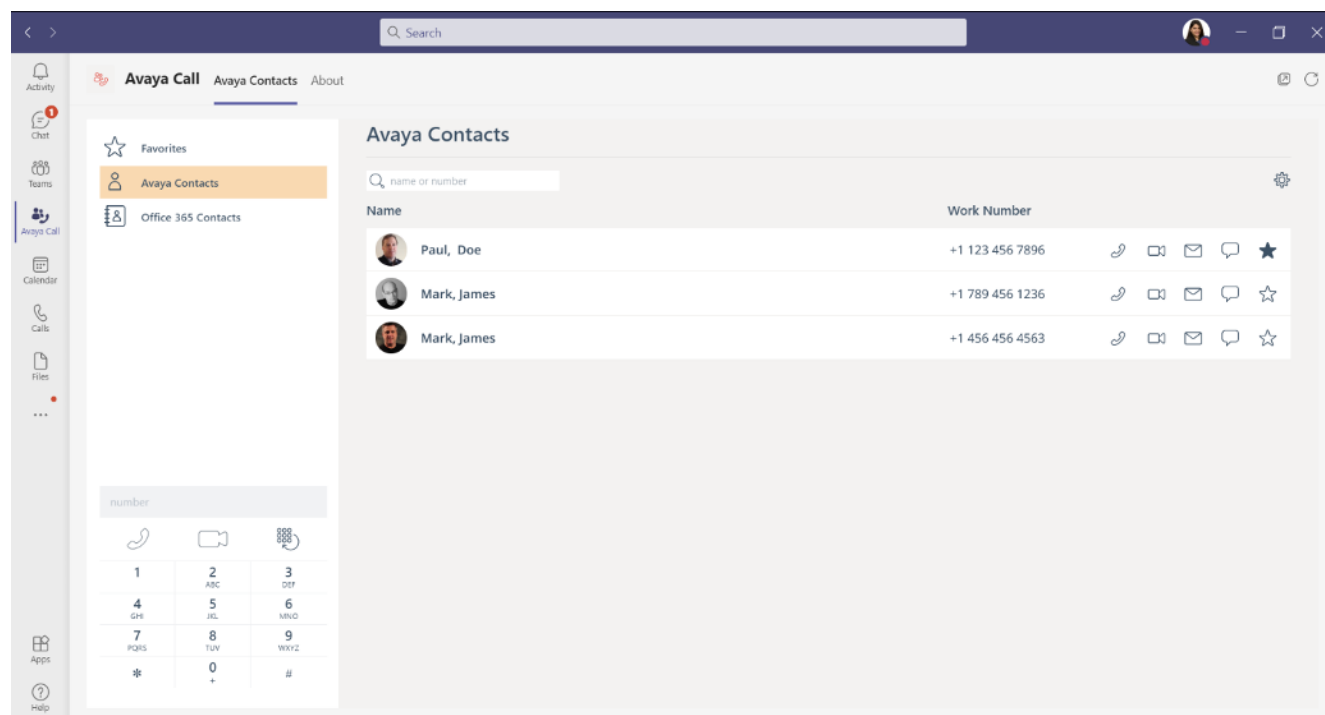 Search
Activity
Avaya Call Avaya Contacts About
1
Chat
Teams
Avaya Call
Calendar
Calls
Files
...
Apps
Help
Favorites
Avaya Contacts
Office 365 Contacts
number
1 2 3
ABC DEF
4 5 6
GHI JKL MNO
7 8 9
PQRS TUV WXYZ
* 0 #
+
Avaya Contacts
name or number
Name Work Number
Paul, Doe +1 123 456 7896
Mark, James +1 789 456 1236
Mark, James +1 456 456 4563